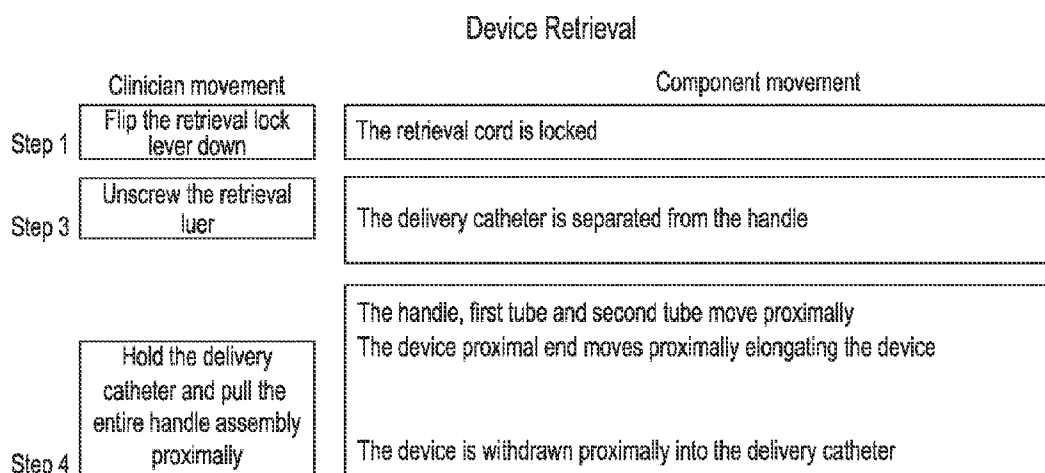 Device Retrieval
Clinician movement
Component movement
Step 1
Flip the retrieval lock
lever down
The retrieval cord is locked
Step 3
Unscrew the retrieval
luer
The delivery catheter is separated from the handle
Step 4
Hold the delivery
catheter and pull the
entire handle assembly
proximally
The handle, first tube and second tube move proximally
The device proximal end moves proximally elongating the device
The device is withdrawn proximally into the delivery catheter